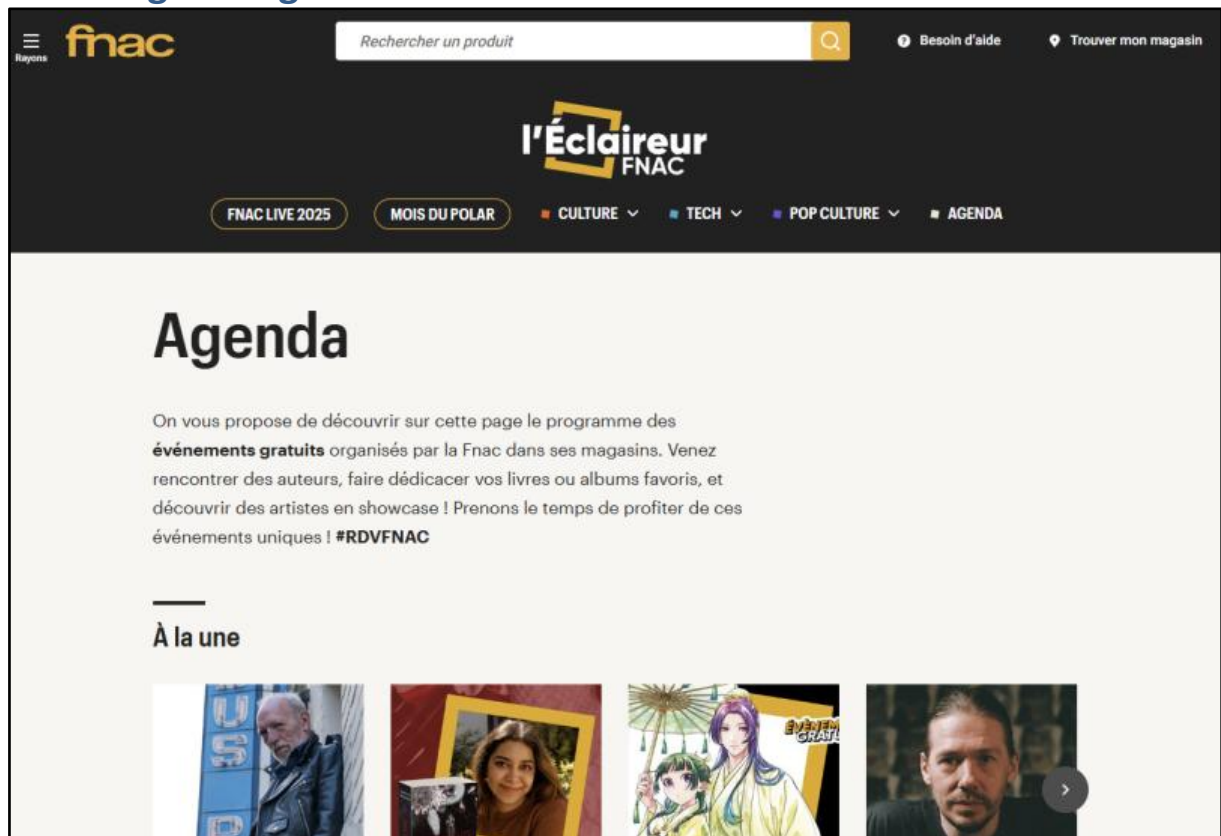 fnac
Rayons
Rechercher un produit
Besoin d'aide
Trouver mon magasin
l'Éclaireur
FNAC
FNAC LIVE 2025
MOIS DU POLAR
CULTURE
TECH
POP CULTURE
AGENDA
Agenda
On vous propose de découvrir sur cette page le programme des
événements gratuits organisés par la Fnac dans ses magasins. Venez
rencontrer des auteurs, faire dédicacer vos livres ou albums favoris, et
découvrir des artistes en showcase ! Prenons le temps de profiter de ces
événements uniques ! #RDVFNAC
À la une
US